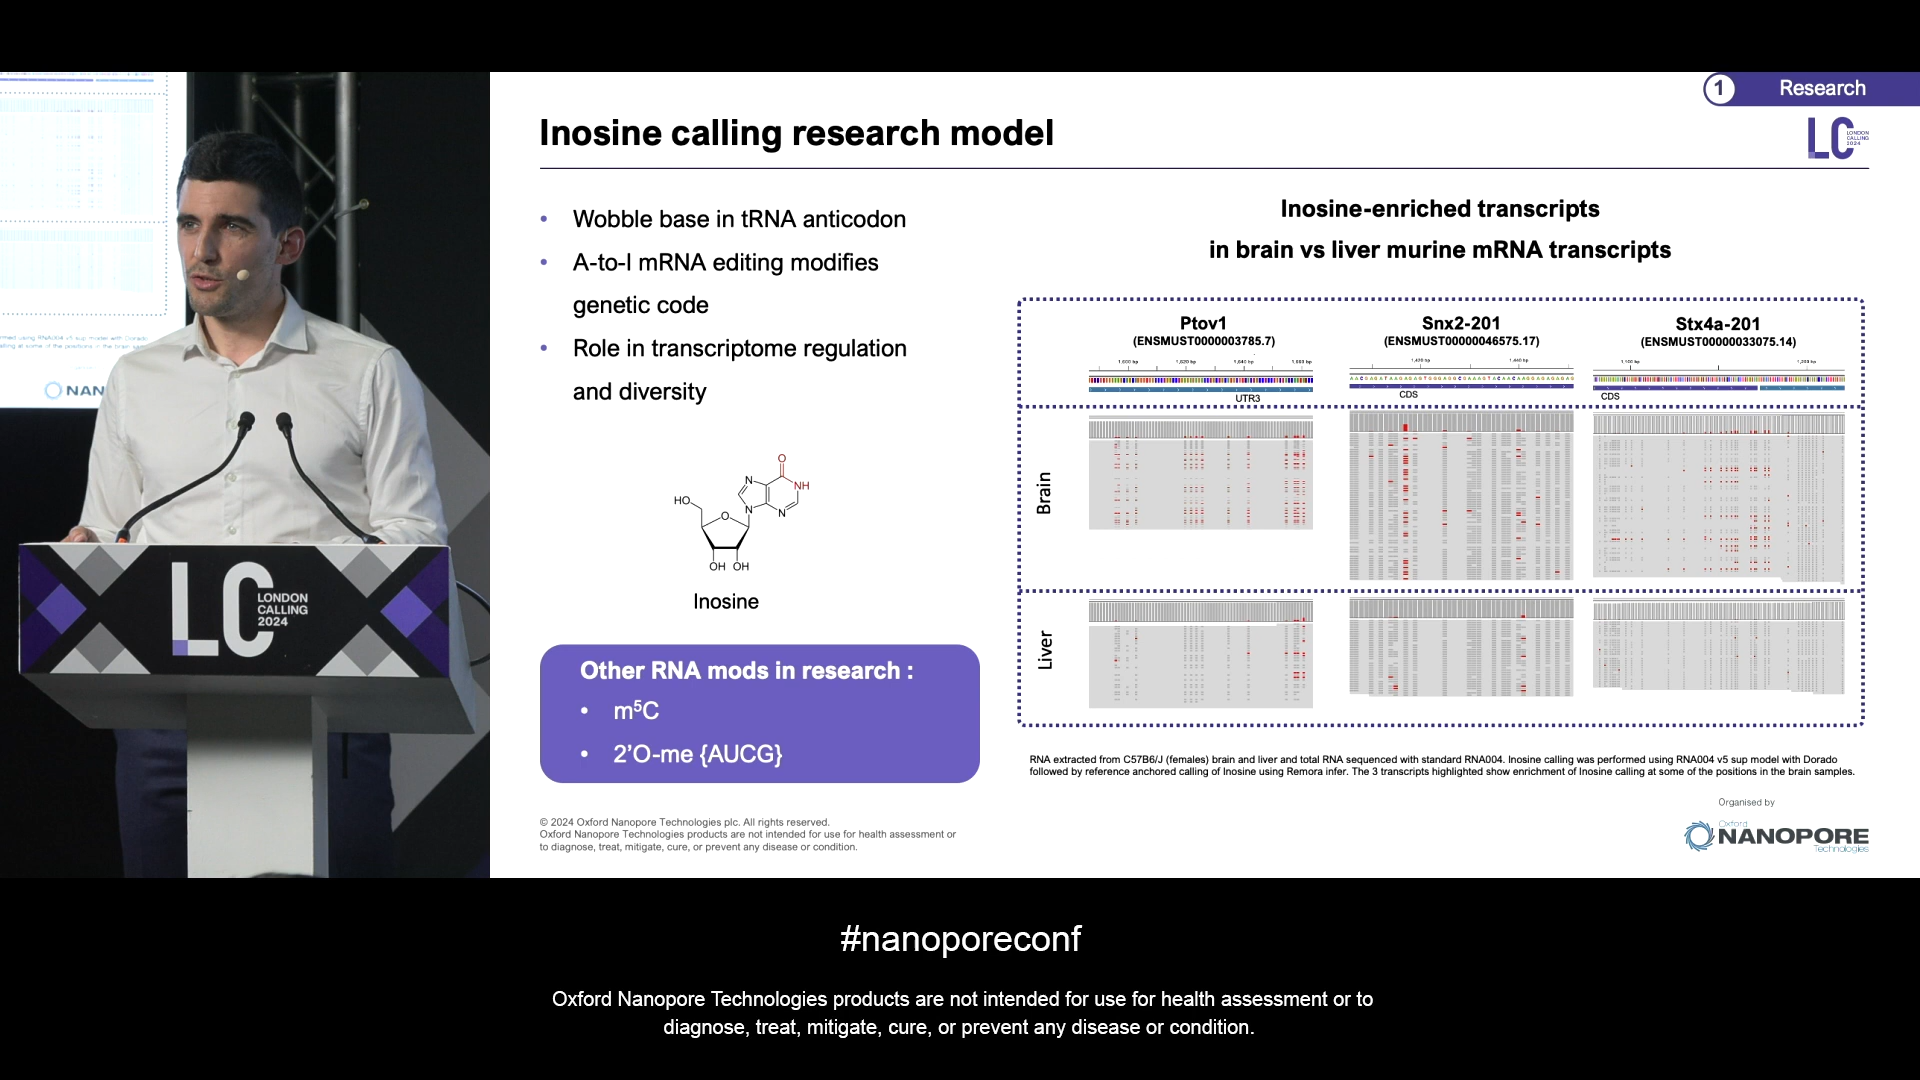 1 Research
LC LONDON CALLING 2024
Inosine calling research model
• Wobble base in tRNA anticodon
• A-to-I mRNA editing modifies
genetic code
• Role in transcriptome regulation
and diversity
HO
O
N
NH
N
N
O
OH OH
Inosine
Other RNA mods in research :
• m⁵C
• 2’O-me {AUCG}
Inosine-enriched transcripts
in brain vs liver murine mRNA transcripts
Ptov1
(ENSMUST0000003785.7)
UTR3
Snx2-201
(ENSMUST00000046575.17)
CDS
Stx4a-201
(ENSMUST00000033075.14)
CDS
Brain
Liver
RNA extracted from C57B6/J (females) brain and liver and total RNA sequenced with standard RNA004. Inosine calling was performed using RNA004 v5 sup model with Dorado
followed by reference anchored calling of Inosine using Remora infer. The 3 transcripts highlighted show enrichment of Inosine calling at some of the positions in the brain samples.
© 2024 Oxford Nanopore Technologies plc. All rights reserved.
Oxford Nanopore Technologies products are not intended for use for health assessment or
to diagnose, treat, mitigate, cure, or prevent any disease or condition.
Organised by
Oxford
NANOPORE
Technologies
NAN
LC LONDON
CALLING
2024
#nanoporeconf
Oxford Nanopore Technologies products are not intended for use for health assessment or to
diagnose, treat, mitigate, cure, or prevent any disease or condition.